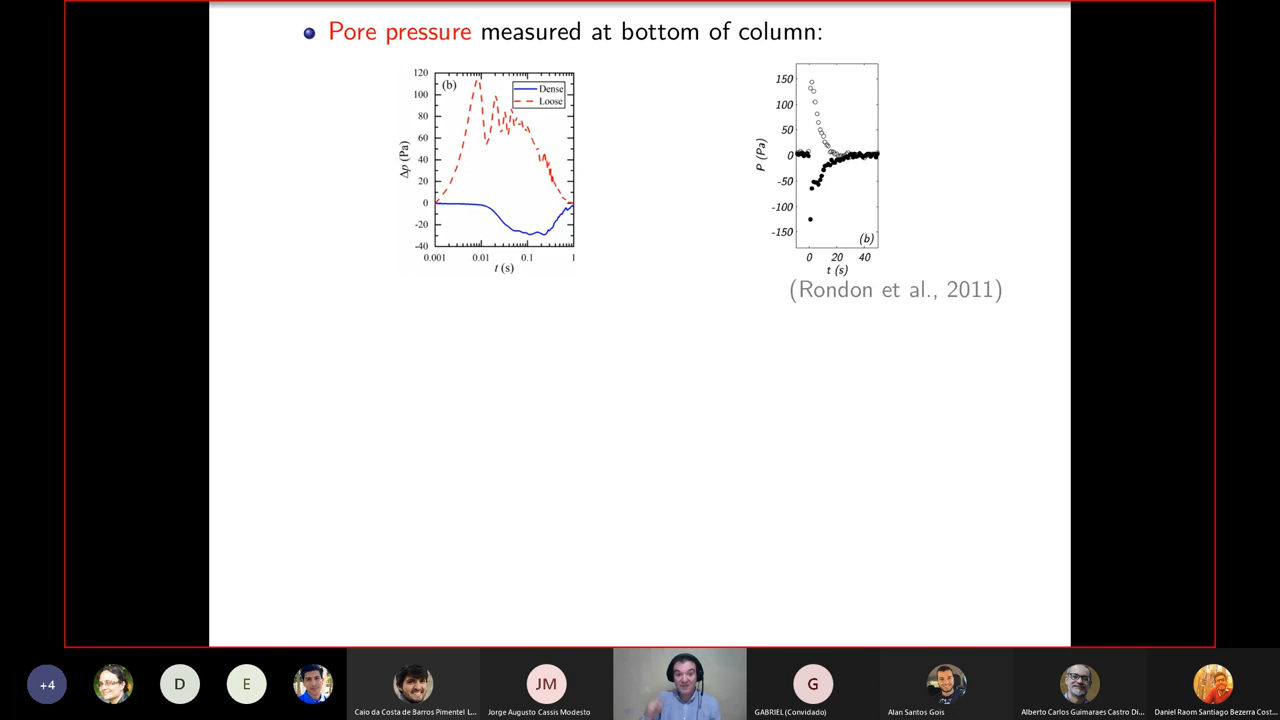 Pore pressure measured at bottom of column:
120
100
80
60
40
20
0
-20
-40
Δp (Pa)
(b)
Dense
Loose
0.001 0.01 0.1 1
t (s)
150
100
50
0
-50
-100
-150
P (Pa)
(b)
0 20 40
t (s)
(Rondon et al., 2011)
+4
D
E
Caio da Costa de Barros Pimentel L...
JM
Jorge Augusto Cassis Modesto
G
GABRIEL (Convidado)
Alan Santos Gois
Alberto Carlos Guimaraes Castro Di...
Daniel Raom Santiago Bezerra Cost...